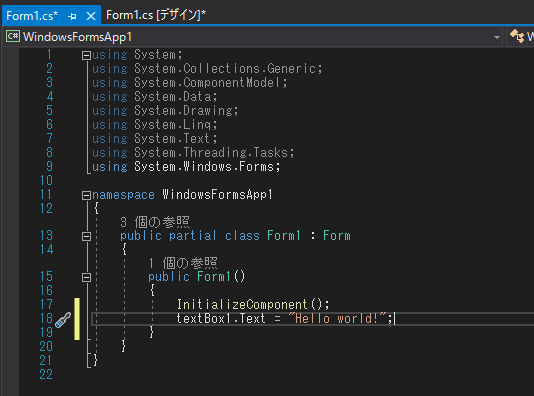 Form1.cs* Form1.cs [デザイン]*
C# WindowsFormsApp1 W
1 using System;
2 using System.Collections.Generic;
3 using System.ComponentModel;
4 using System.Data;
5 using System.Drawing;
6 using System.Linq;
7 using System.Text;
8 using System.Threading.Tasks;
9 using System.Windows.Forms;
10
11 namespace WindowsFormsApp1
12 {
3 個の参照
13 public partial class Form1 : Form
14 {
1 個の参照
15 public Form1()
16 {
17 InitializeComponent();
18 textBox1.Text = "Hello world!";
19 }
20 }
21 }
22